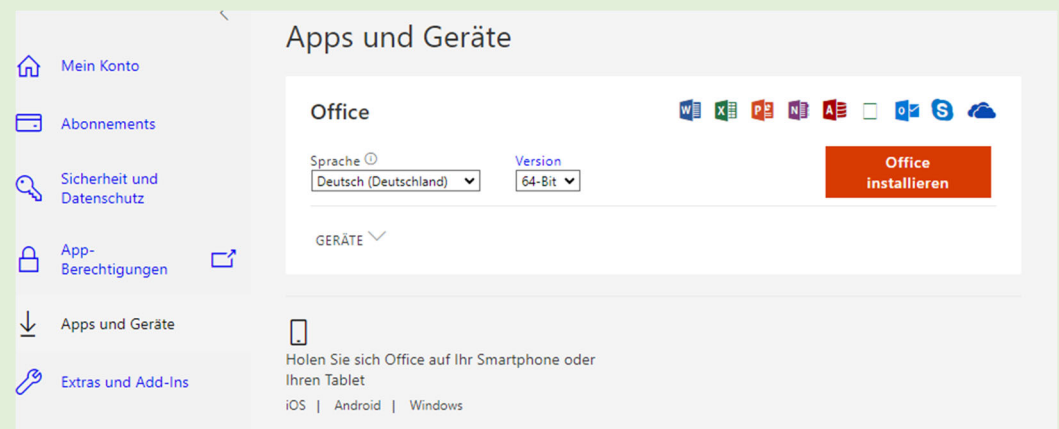 Mein Konto
Abonnements
Sicherheit und
Datenschutz
App-
Berechtigungen
Apps und Geräte
Extras und Add-Ins
Apps und Geräte
Office
Sprache
Version
Deutsch (Deutschland)
64-Bit
Office
installieren
GERÄTE
Holen Sie sich Office auf Ihr Smartphone oder
Ihren Tablet
iOS | Android | Windows